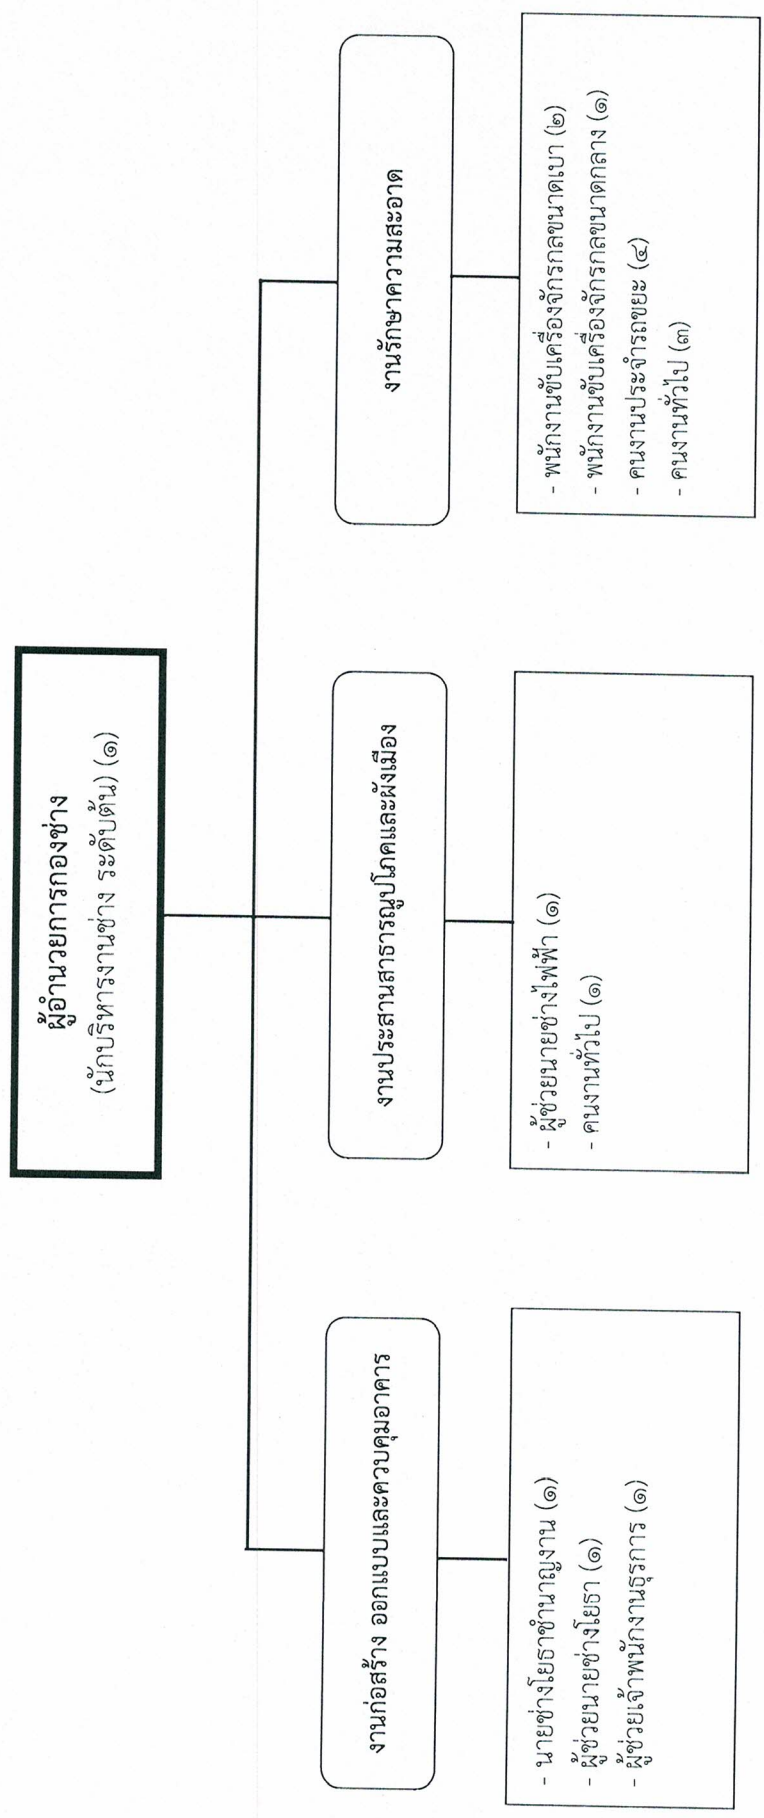 ผู้อำนวยการกองช่าง
(นักบริหารงานช่าง ระดับต้น) (๑)
งานก่อสร้าง ออกแบบและควบคุมอาคาร
- นายช่างโยธาชำนาญงาน (๑)
- ผู้ช่วยนายช่างโยธา (๑)
- ผู้ช่วยเจ้าพนักงานธุรการ (๑)
งานประสานสาธารณูปโภคและผังเมือง
- ผู้ช่วยนายช่างไฟฟ้า (๑)
- คนงานทั่วไป (๑)
งานรักษาความสะอาด
- พนักงานขับเครื่องจักรกลขนาดเบา (๒)
- พนักงานขับเครื่องจักรกลขนาดกลาง (๑)
- คนงานประจำรถขยะ (๔)
- คนงานทั่วไป (๓)